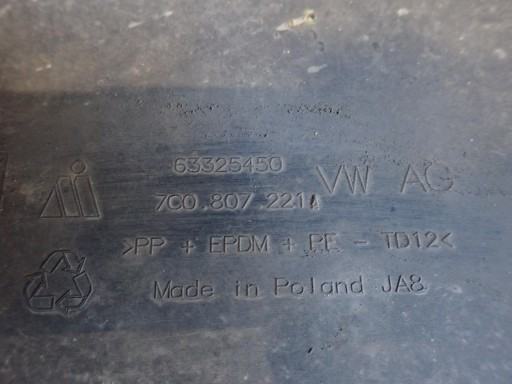 63325450 VW AG
7C0.807 221A
>PP + EPDM + PE - TD12<
Made in Poland JA8